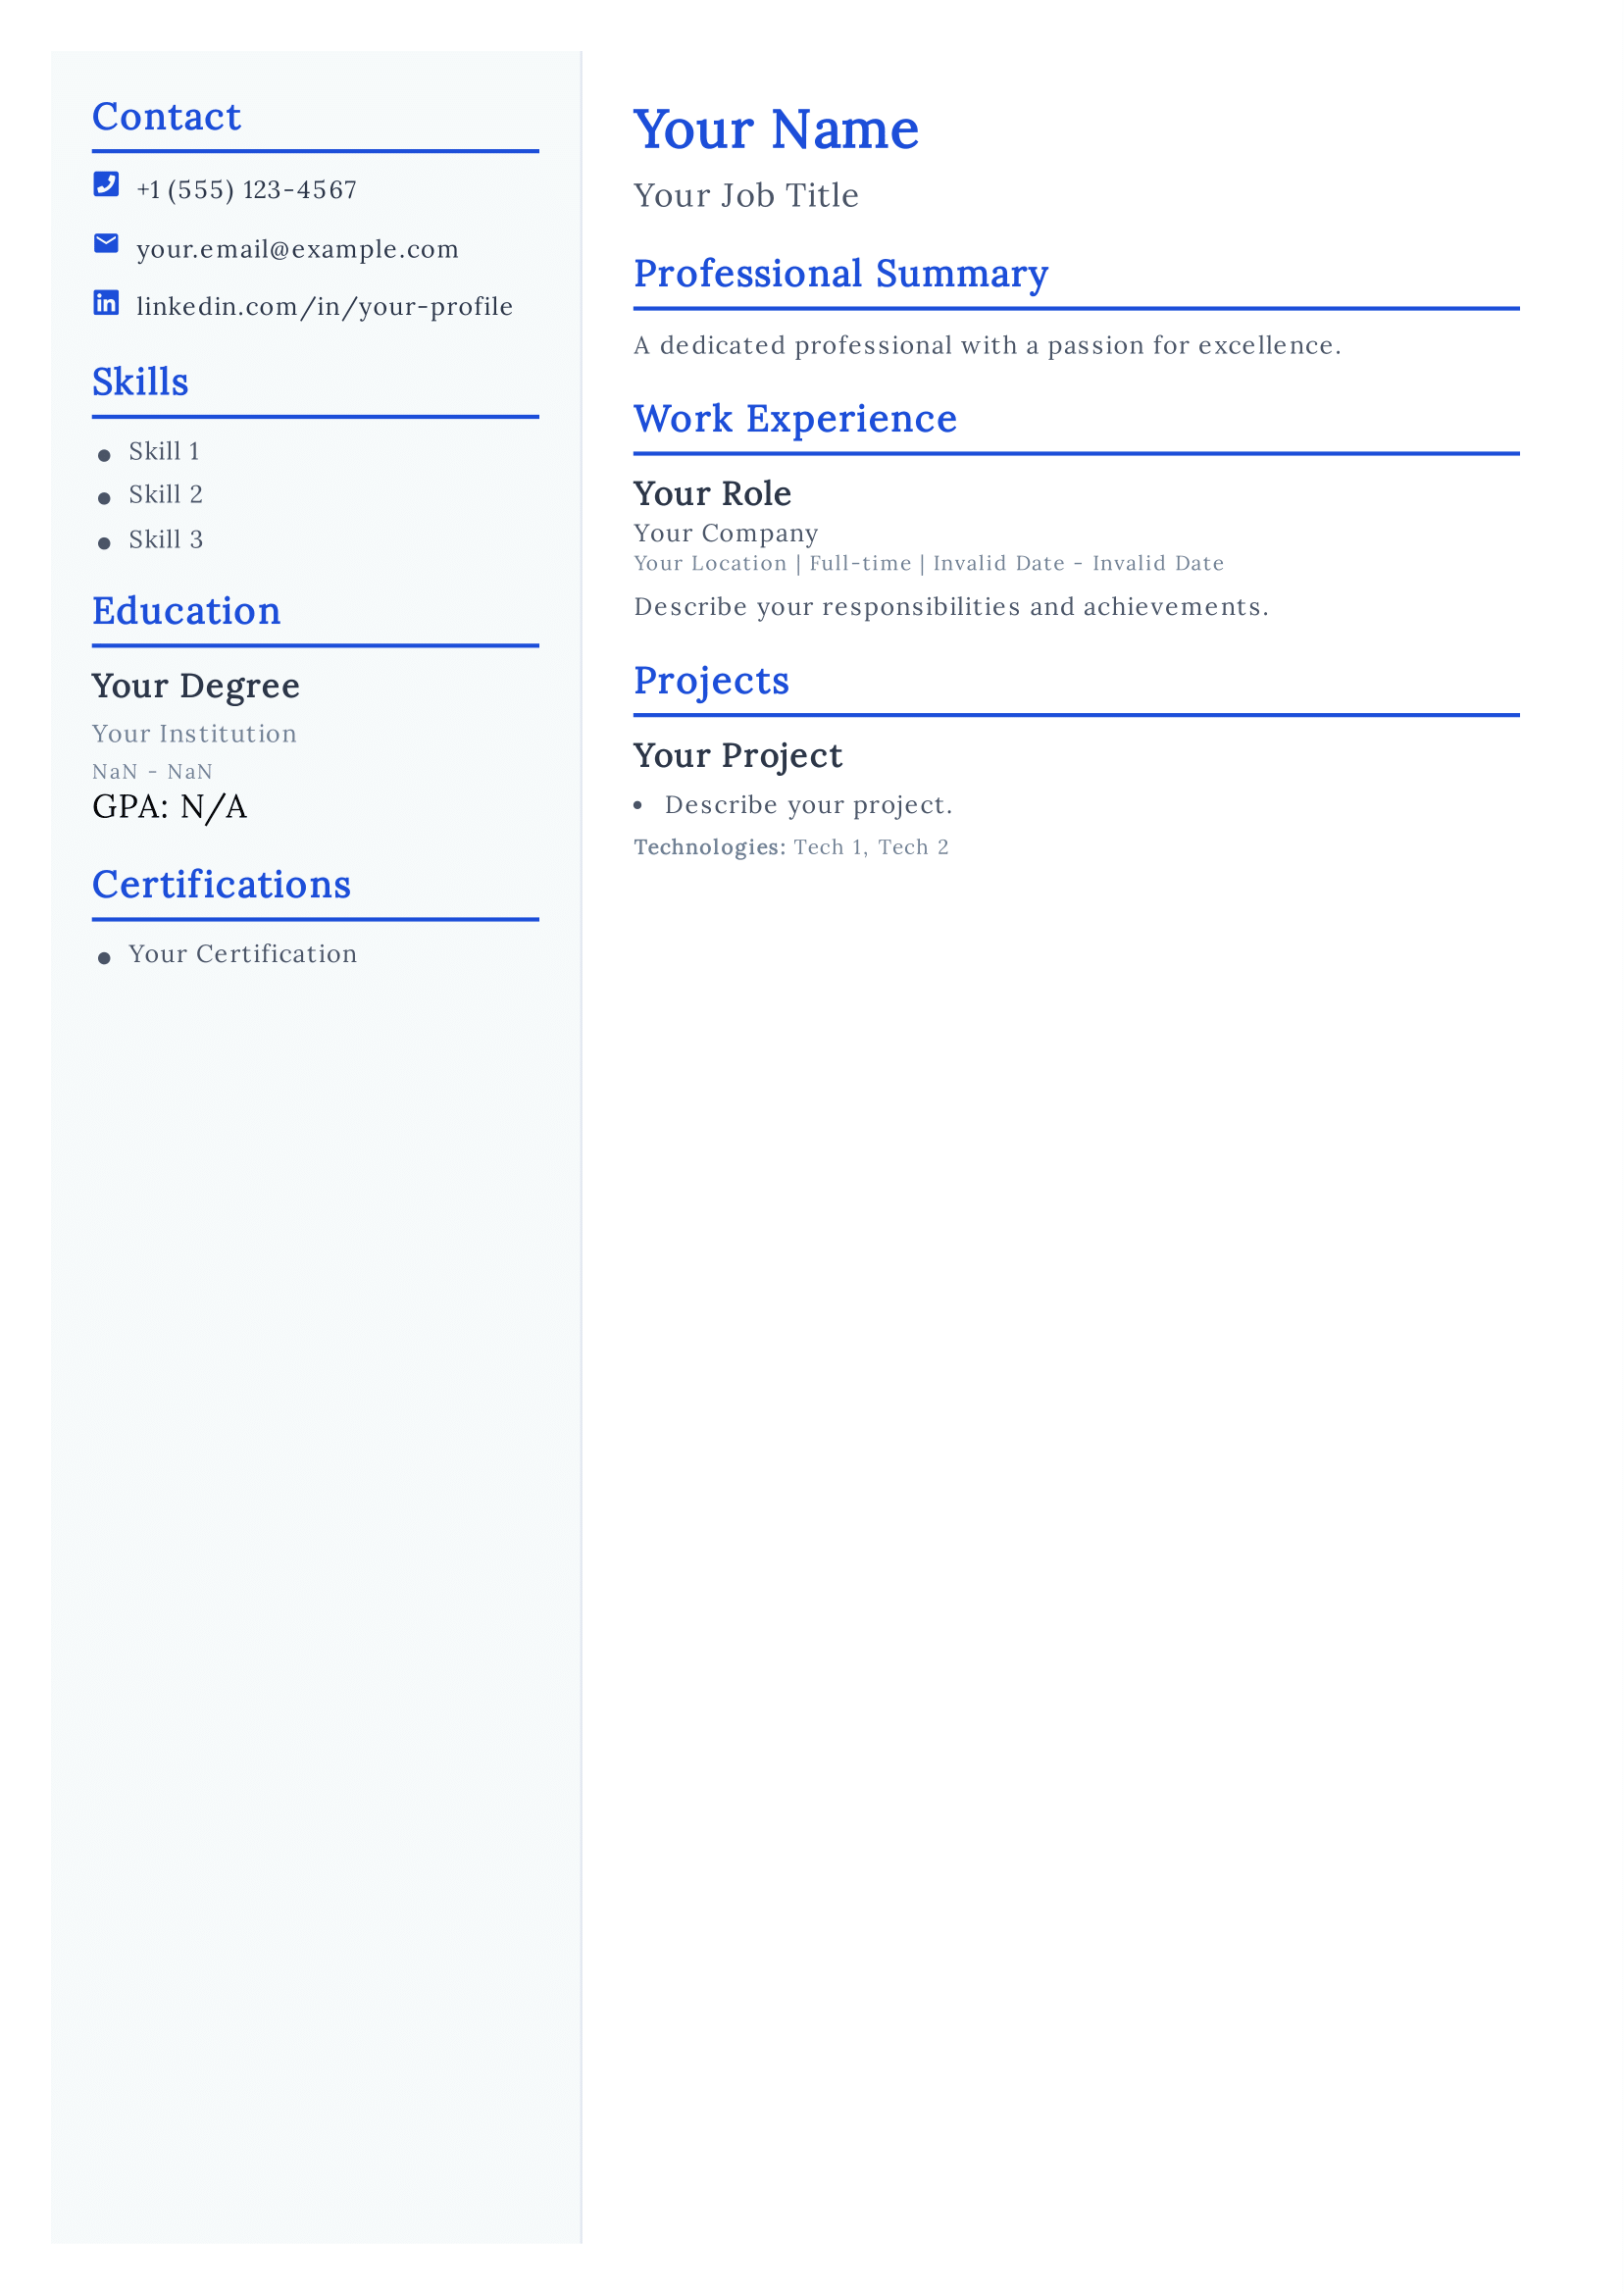 Contact
+1 (555) 123-4567
your.email@example.com
linkedin.com/in/your-profile
Skills
Skill 1
Skill 2
Skill 3
Education
Your Degree
Your Institution
NaN - NaN
GPA: N/A
Certifications
Your Certification
Your Name
Your Job Title
Professional Summary
A dedicated professional with a passion for excellence.
Work Experience
Your Role
Your Company
Your Location | Full-time | Invalid Date - Invalid Date
Describe your responsibilities and achievements.
Projects
Your Project
Describe your project.
Technologies: Tech 1, Tech 2